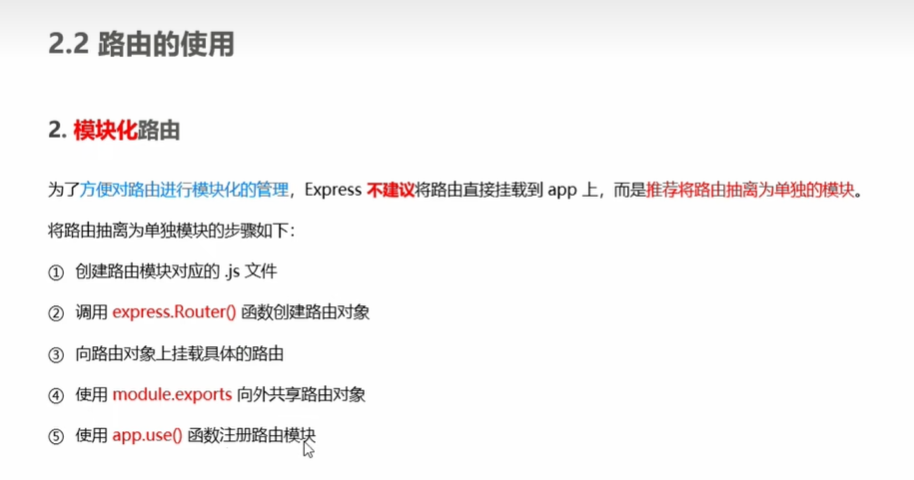 2.2 路由的使用
2. 模块化路由
为了方便对路由进行模块化的管理，Express 不建议将路由直接挂载到 app 上，而是推荐将路由抽离为单独的模块。
将路由抽离为单独模块的步骤如下：
① 创建路由模块对应的 .js 文件
② 调用 express.Router() 函数创建路由对象
③ 向路由对象上挂载具体的路由
④ 使用 module.exports 向外共享路由对象
⑤ 使用 app.use() 函数注册路由模块